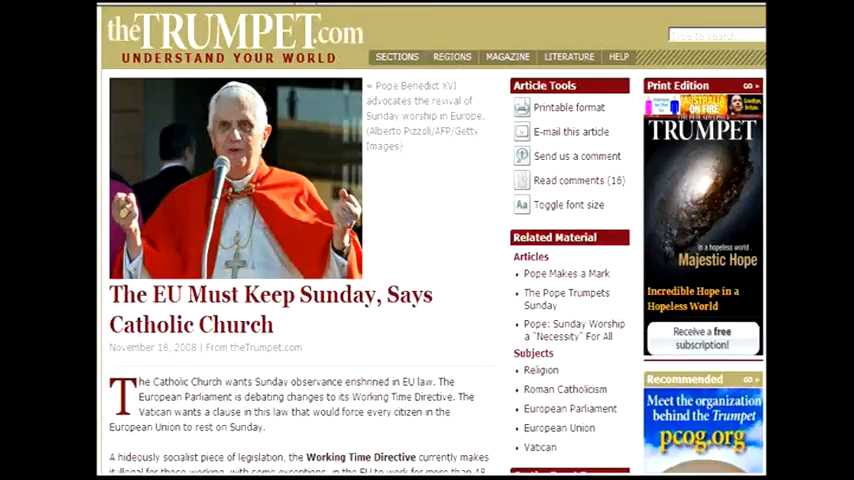 theTRUMPET.com
UNDERSTAND YOUR WORLD
Type to search...
SECTIONS REGIONS MAGAZINE LITERATURE HELP
« Pope Benedict XVI
advocates the revival of
Sunday worship in Europe.
(Alberto Pizzoli/AFP/Getty
Images)
The EU Must Keep Sunday, Says
Catholic Church
November 18, 2008 | From theTrumpet.com
The Catholic Church wants Sunday observance enshrined in EU law. The
European Parliament is debating changes to its Working Time Directive. The
Vatican wants a clause in this law that would force every citizen in the
European Union to rest on Sunday.
A hideously socialist piece of legislation, the Working Time Directive currently makes
it illegal for those working, with some exceptions, in the EU to work for more than 48
Article Tools
Printable format
E-mail this article
Send us a comment
Read comments (16)
Aa Toggle font size
Related Material
Articles
• Pope Makes a Mark
• The Pope Trumpets
Sunday
• Pope: Sunday Worship
a "Necessity" For All
Subjects
• Religion
• Roman Catholicism
• European Parliament
• European Union
• Vatican
Print Edition GO »
AUSTRALIA
ON FIRE
TRUMPET
in a hopeless world
Majestic Hope
Incredible Hope in a
Hopeless World
Receive a free
subscription!
Recommended GO »
Meet the organization
behind the Trumpet
pcog.org